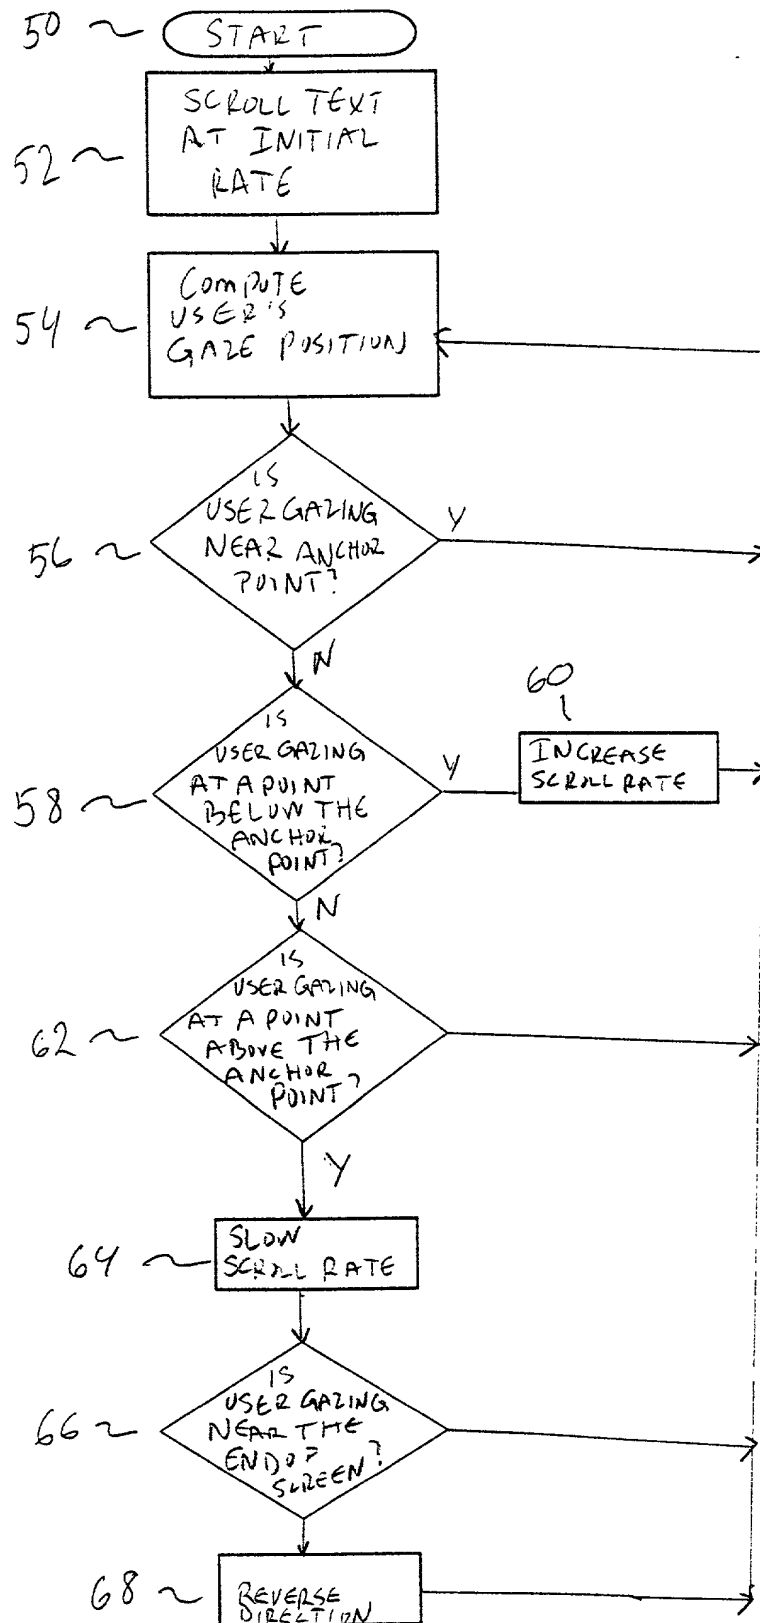 50 START
SCROLL TEXT
AT INITIAL
52
RATE
COMPUTE
54 USER'S
GAZE POSITION
IS
USER GAZING Y
56 NEAR ANCHOR
POINT?
N
60
IS
USER GAZING Y INCREASE
AT A POINT SCROLL RATE
58 BELOW THE
ANCHOR
POINT?
N
IS
USER GAZING
AT A POINT
62 ABOVE THE
ANCHOR
POINT?
Y
SLOW
64 SCROLL RATE
IS
USER GAZING
66 NEAR THE
END OF
SCREEN?
68 REVERSE
DIRECTION